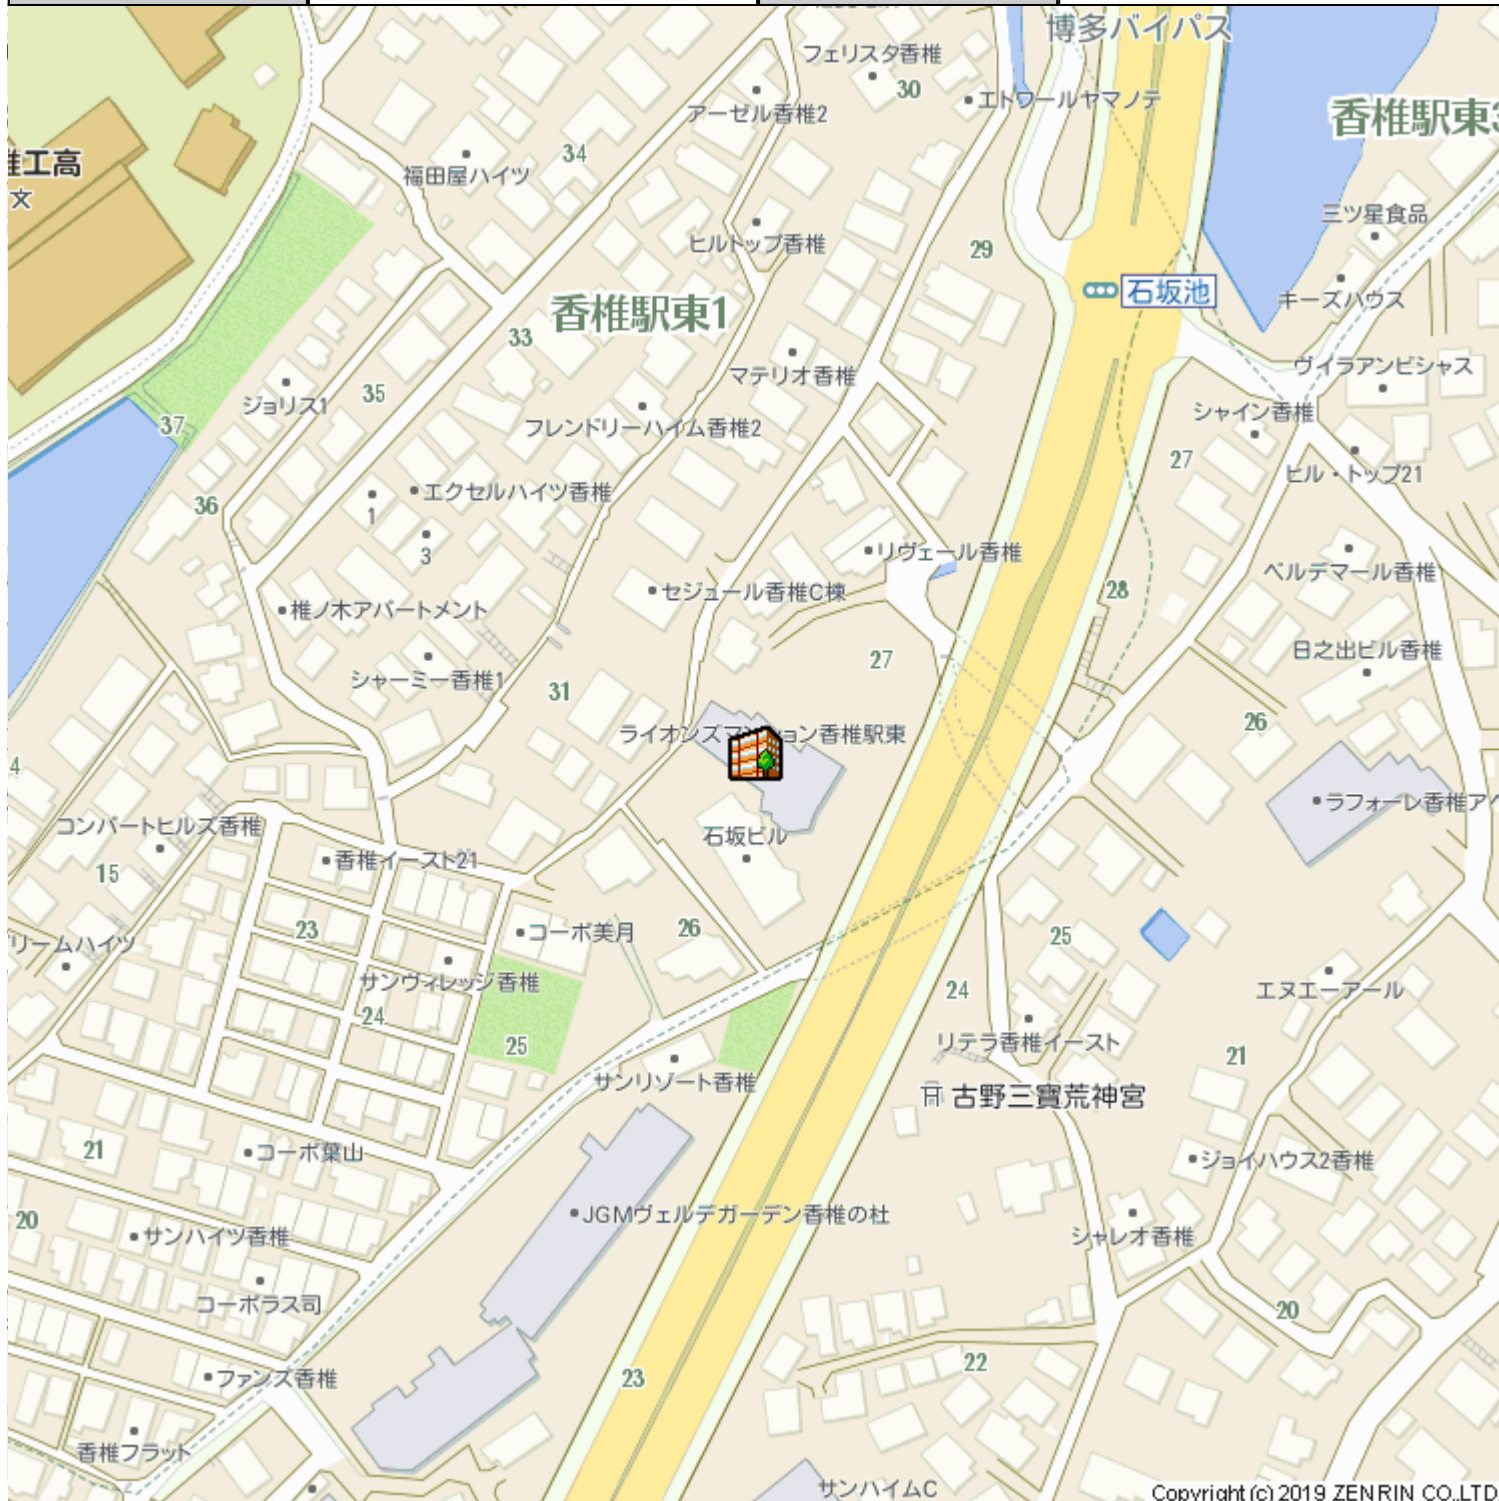 博多バイパス
フェリスタ香椎
30
エトワールヤマノテ
アーゼル香椎2
香椎駅東3
椎工高
文
34
福田屋ハイツ
三ツ星食品
ヒルトップ香椎
29
石坂池
キーズハウス
香椎駅東1
33
ヴィラアンビシャス
マテリオ香椎
35
ジョリス1
シャイン香椎
37
フレンドリーハイム香椎2
27
ヒル・トップ21
エクセルハイツ香椎
36
1
3
リヴェール香椎
ベルデマール香椎
セジュール香椎C棟
28
椎ノ木アパートメント
日之出ビル香椎
27
シャーミー香椎1
31
26
ライオンズマンション香椎駅東
4
ラフォーレ香椎アベ
コンバートヒルズ香椎
石坂ビル
香椎イースト21
15
23
コーポ美月
26
25
リームハイツ
サンヴィレッジ香椎
エヌエーアール
24
24
25
リテラ香椎イースト
21
サンリゾート香椎
古野三寶荒神宮
21
コーポ葉山
ジョイハウス2香椎
20
JGMヴェルデガーデン香椎の杜
サンハイツ香椎
シャレオ香椎
コーポラス司
20
22
ファンズ香椎
23
香椎フラット
サンハイムC
Copyright (c) 2019 ZENRIN CO.,LTD